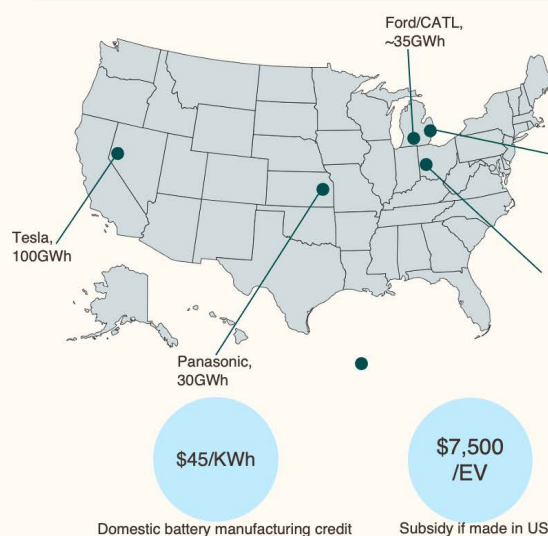 Ford/CATL,
~35GWh
Tesla,
100GWh
Panasonic,
30GWh
$45/KWh
$7,500
/EV
Domestic battery manufacturing credit
Subsidy if made in US